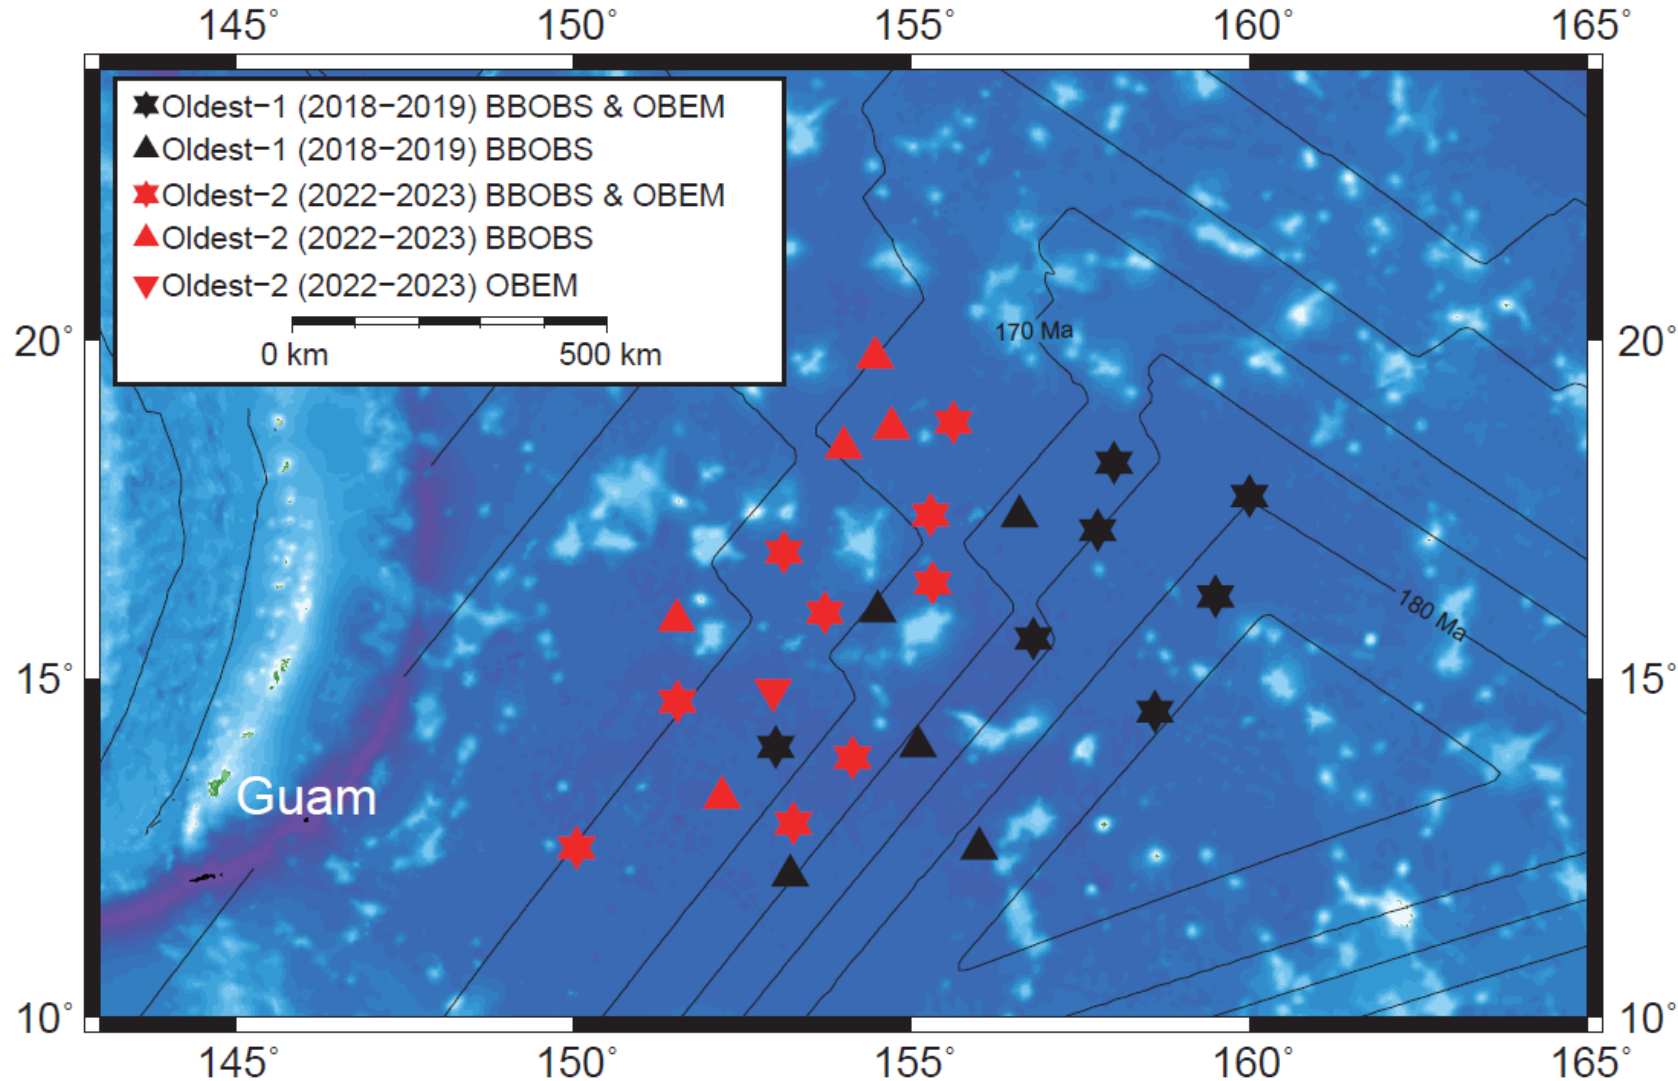 145° 150° 155° 160° 165°
Oldest−1 (2018−2019) BBOBS & OBEM
Oldest−1 (2018−2019) BBOBS
Oldest−2 (2022−2023) BBOBS & OBEM
Oldest−2 (2022−2023) BBOBS
Oldest−2 (2022−2023) OBEM
0 km 500 km
20° 170 Ma 20°
180 Ma
15° 15°
Guam
10° 10°
145° 150° 155° 160° 165°